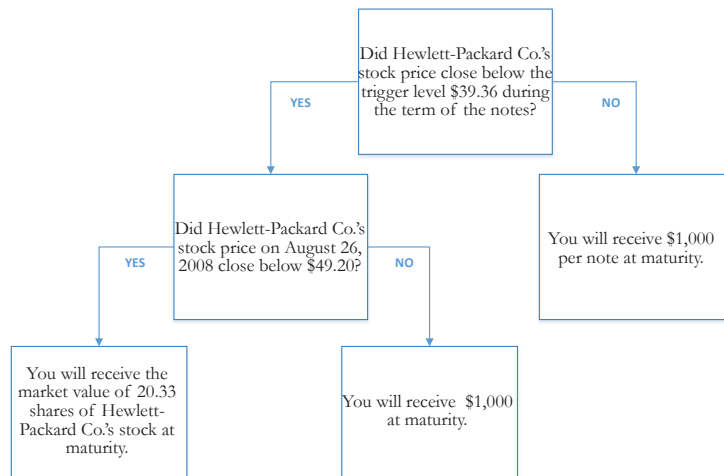 Did Hewlett-Packard Co.'s
stock price close below the
trigger level $39.36 during
the term of the notes?
YES
NO
Did Hewlett-Packard Co.'s
stock price on August 26,
2008 close below $49.20?
You will receive $1,000
per note at maturity.
YES
NO
You will receive the
market value of 20.33
shares of Hewlett-
Packard Co.'s stock at
maturity.
You will receive $1,000
at maturity.